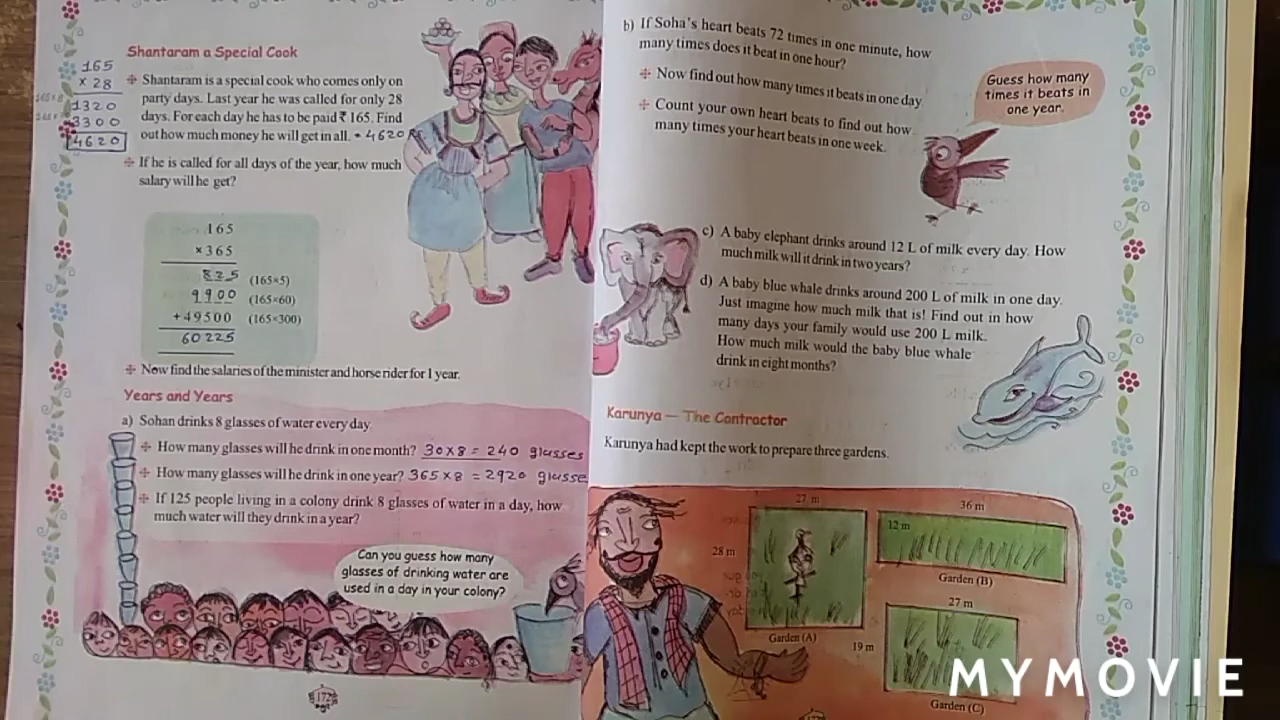 Shantaram a Special Cook
165
× 28
1320
3300
4620
✢ Shantaram is a special cook who comes only on
party days. Last year he was called for only 28
days. For each day he has to be paid ₹ 165. Find
out how much money he will get in all. = 4620
✢ If he is called for all days of the year, how much
salary will he get?
165
×365
825 (165×5)
9900 (165×60)
+49500 (165×300)
60225
✢ Now find the salaries of the minister and horse rider for 1 year.
Years and Years
a) Sohan drinks 8 glasses of water every day.
✢ How many glasses will he drink in one month? 30×8 = 240 glasses
✢ How many glasses will he drink in one year? 365×8 = 2920 glasse
✢ If 125 people living in a colony drink 8 glasses of water in a day, how
much water will they drink in a year?
Can you guess how many
glasses of drinking water are
used in a day in your colony?
172
b) If Soha's heart beats 72 times in one minute, how
many times does it beat in one hour?
✢ Now find out how many times it beats in one day
✢ Count your own heart beats to find out how
many times your heart beats in one week.
Guess how many
times it beats in
one year.
c) A baby elephant drinks around 12 L of milk every day. How
much milk will it drink in two years?
d) A baby blue whale drinks around 200 L of milk in one day.
Just imagine how much milk that is! Find out in how
many days your family would use 200 L milk.
How much milk would the baby blue whale
drink in eight months?
Karunya — The Contractor
Karunya had kept the work to prepare three gardens.
27 m
28 m
Garden (A)
36 m
12 m
Garden (B)
27 m
19 m
Garden (C)
MYMOVIE